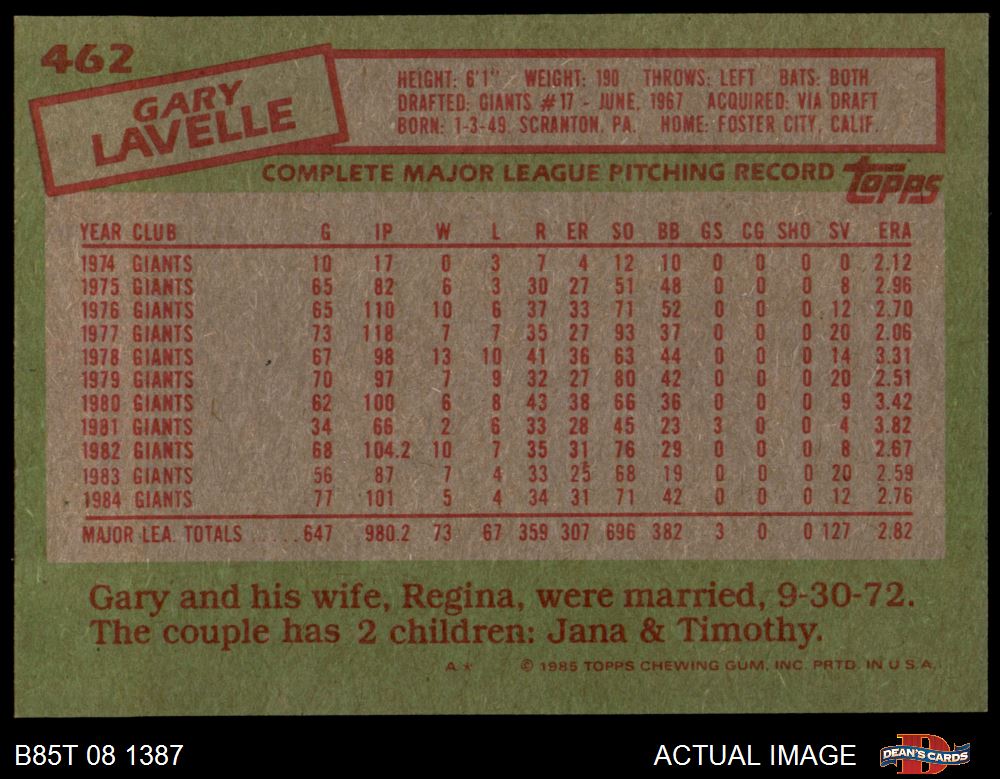 462
GARY
LAVELLE
HEIGHT: 6'1" WEIGHT: 190 THROWS: LEFT BATS: BOTH
DRAFTED: GIANTS #17 - JUNE, 1967 ACQUIRED: VIA DRAFT
BORN: 1-3-49, SCRANTON, PA. HOME: FOSTER CITY, CALIF.
COMPLETE MAJOR LEAGUE PITCHING RECORD topps
YEAR CLUB G IP W L R ER SO BB GS CG SHO SV ERA
1974 GIANTS 10 17 0 3 7 4 12 10 0 0 0 0 2.12
1975 GIANTS 65 82 6 3 30 27 51 48 0 0 0 8 2.96
1976 GIANTS 65 110 10 6 37 33 71 52 0 0 0 12 2.70
1977 GIANTS 73 118 7 7 35 27 93 37 0 0 0 20 2.06
1978 GIANTS 67 98 13 10 41 36 63 44 0 0 0 14 3.31
1979 GIANTS 70 97 7 9 32 27 80 42 0 0 0 20 2.51
1980 GIANTS 62 100 6 8 43 38 66 36 0 0 0 9 3.42
1981 GIANTS 34 66 2 6 33 28 45 23 3 0 0 4 3.82
1982 GIANTS 68 104.2 10 7 35 31 76 29 0 0 0 8 2.67
1983 GIANTS 56 87 7 4 33 25 68 19 0 0 0 20 2.59
1984 GIANTS 77 101 5 4 34 31 71 42 0 0 0 12 2.76
MAJOR LEA. TOTALS .....647 980.2 73 67 359 307 696 382 3 0 0 127 2.82
Gary and his wife, Regina, were married, 9-30-72.
The couple has 2 children: Jana & Timothy.
A* © 1985 TOPPS CHEWING GUM, INC. PRTD. IN U.S.A.
B85T 08 1387 ACTUAL IMAGE DEAN'S CARDS